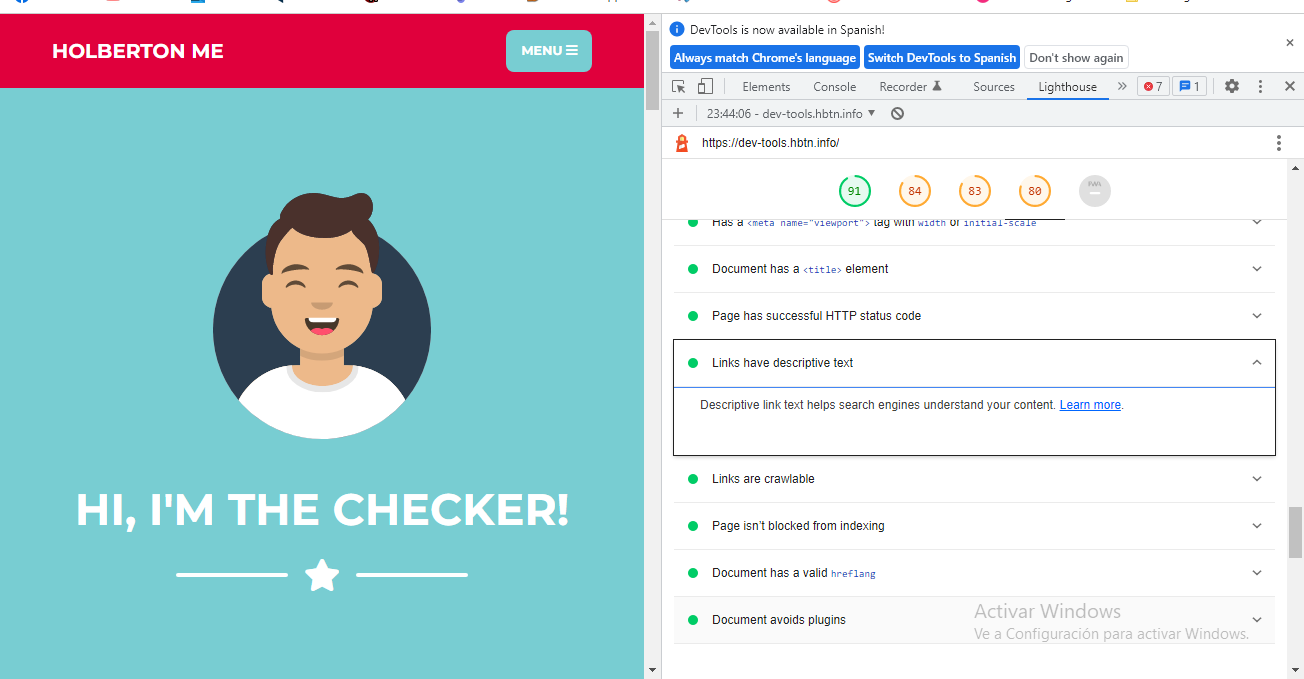 HOLBERTON ME
MENU
HI, I'M THE CHECKER!
DevTools is now available in Spanish!
Always match Chrome's language
Switch DevTools to Spanish
Don't show again
Elements
Console
Recorder
Sources
Lighthouse
7
1
23:44:06 - dev-tools.hbtn.info
https://dev-tools.hbtn.info/
91
84
83
80
PWA
Has a <meta name="viewport"> tag with width or initial-scale
Document has a <title> element
Page has successful HTTP status code
Links have descriptive text
Descriptive link text helps search engines understand your content. Learn more.
Links are crawlable
Page isn't blocked from indexing
Document has a valid hreflang
Document avoids plugins
Activar Windows
Ve a Configuración para activar Windows.